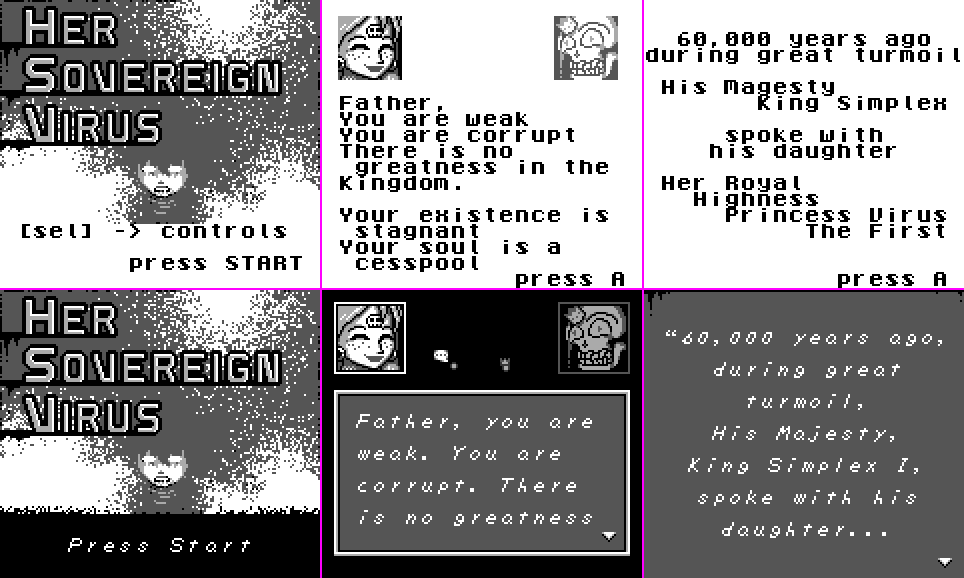 HER
SOVEREIGN
VIRUS
[sel] -> controls
press START
Father,
You are weak
You are corrupt
There is no
greatness in the
Kingdom.
Your existence is
stagnant
Your soul is a
cesspool
press A
60,000 years ago
during great turmoil
His Magesty
King Simplex
spoke with
his daughter
Her Royal
Highness
Princess Virus
The First
press A
HER
SOVEREIGN
VIRUS
Press Start
Father, you are
weak. You are
corrupt. There
is no greatness
“60,000 years ago,
during great
turmoil,
His Majesty,
King Simplex I,
spoke with his
daughter...